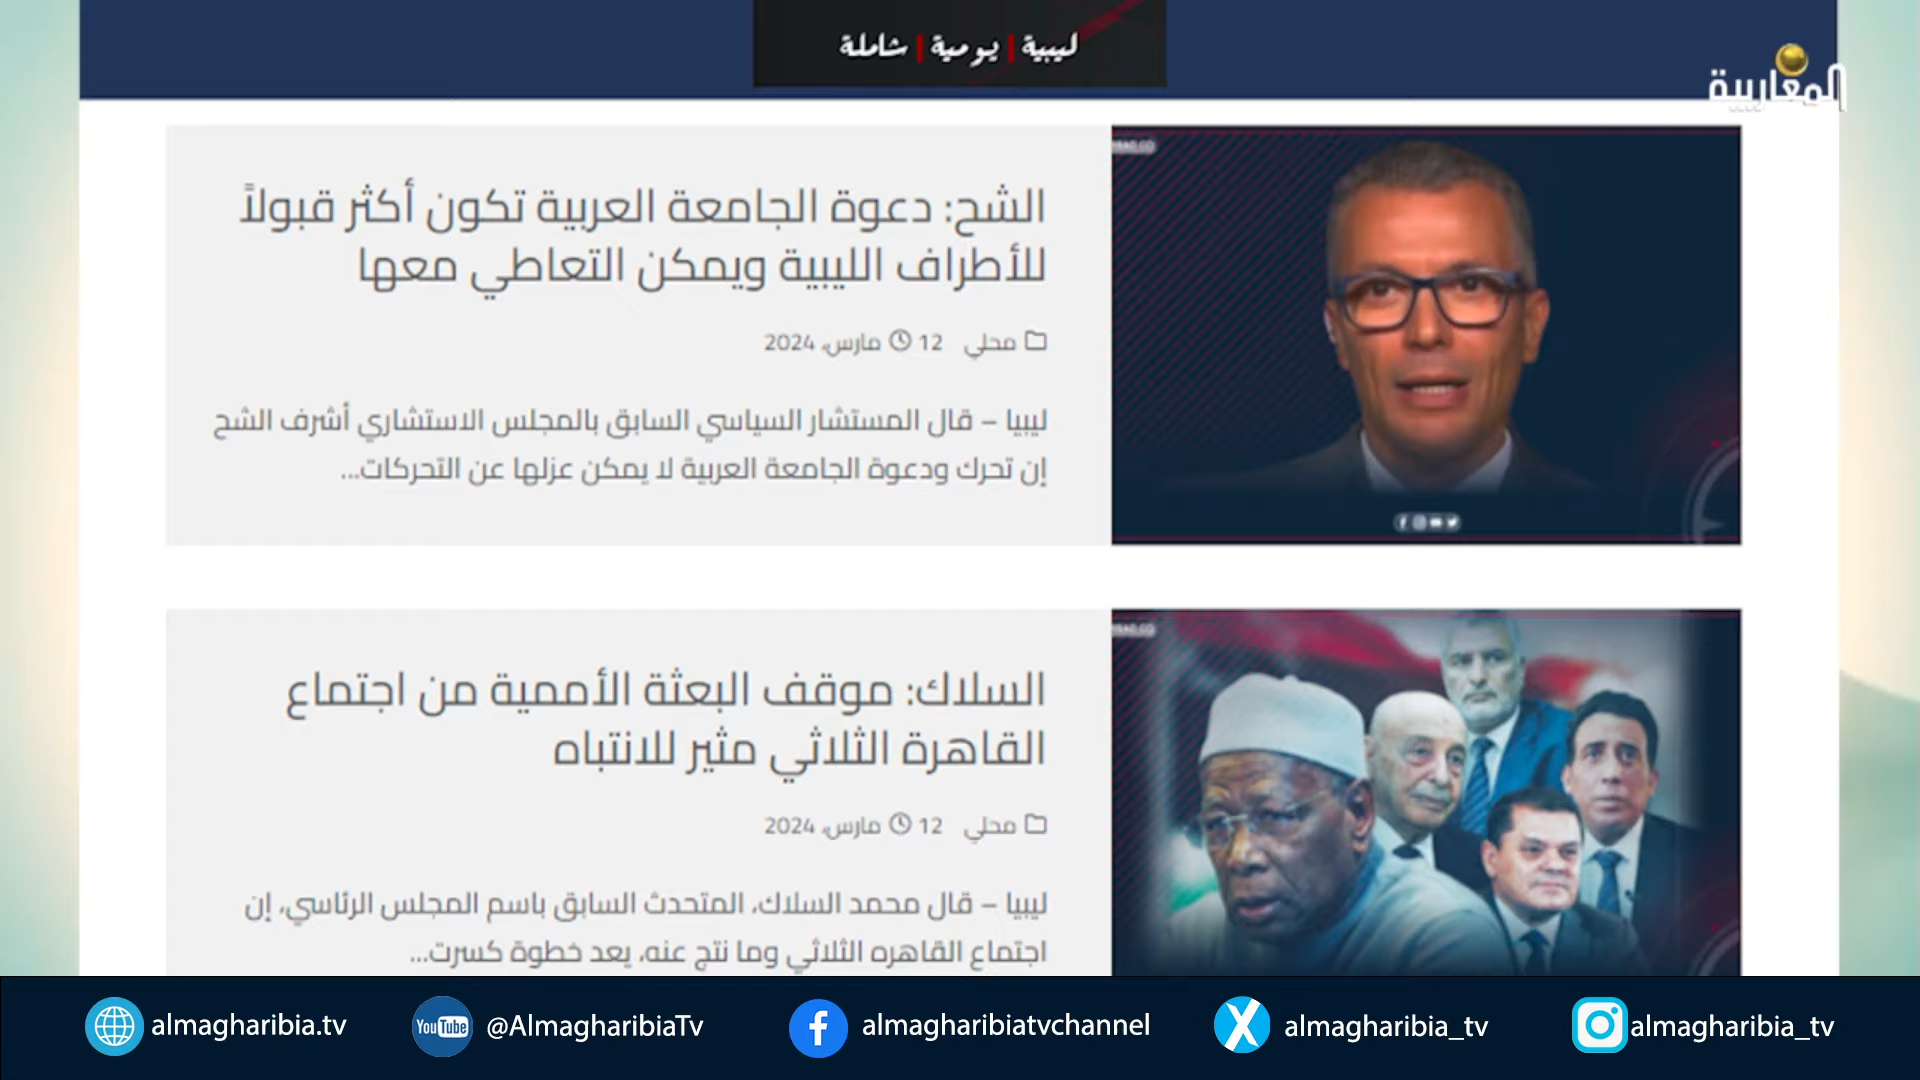 ليبية | يومية | شاملة
المغاربية
الشح: دعوة الجامعة العربية تكون أكثر قبولاً
للأطراف الليبية ويمكن التعاطي معها
محلي 12 مارس، 2024
ليبيا – قال المستشار السياسي السابق بالمجلس الاستشاري أشرف الشح
إن تحرك ودعوة الجامعة العربية لا يمكن عزلها عن التحركات...
السلاك: موقف البعثة الأممية من اجتماع
القاهرة الثلاثي مثير للانتباه
محلي 12 مارس، 2024
ليبيا – قال محمد السلاك، المتحدث السابق باسم المجلس الرئاسي، إن
اجتماع القاهره الثلاثي وما نتج عنه، يعد خطوة كسرت...
almagharibia.tv
YouTube @AlmagharibiaTv
almagharibiatvchannel
almagharibia_tv
almagharibia_tv